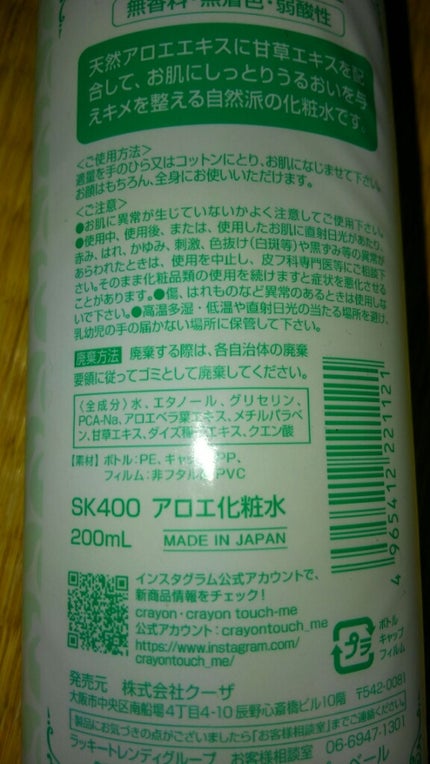 無香料・無着色・弱酸性
天然アロエエキスに甘草エキスを配
合して、お肌にしっとりうるおいを与
えキメを整える自然派の化粧水です。
<ご使用方法>
適量を手のひら又はコットンにとり、お肌になじませて下さい。
お顔はもちろん、全身にお使いいただけます。
<ご注意>
●お肌に異常が生じていないかよく注意してご使用下さい。
●使用中、使用後、または、使用したお肌に直射日光があたり、
赤み、はれ、かゆみ、刺激、色抜け(白斑等)や黒ずみ等の異常が
あらわれたときは、使用を中止し、皮フ科専門医等にご相談下
さい。そのまま化粧品類の使用を続けますと症状を悪化させる
ことがあります。●傷、はれものなど異常のあるときは使用しな
いで下さい。●高温多湿・低温や直射日光の当たる場所を避け、
乳幼児の手の届かない場所に保管して下さい。
廃棄方法 廃棄する際は、各自治体の廃棄
要領に従ってゴミとして廃棄してください。
〈全成分〉水、エタノール、グリセリン、
PCA-Na、アロエベラ葉エキス、メチルパラベ
ン、甘草エキス、ダイズ種子エキス、クエン酸
【素材】ボトル:PE、キャップ:PP、
フィルム:非フタル酸PVC
SK400 アロエ化粧水
200mL MADE IN JAPAN
4 965412 221121
インスタグラム公式アカウントで、
新商品情報をチェック!
crayon・crayon touch-me
公式アカウント:crayontouch_me
https://www.instagram.com/
crayontouch_me/
プラ
ボトル
キャップ
フィルム
発売元 株式会社クーザ
大阪市中央区南船場4丁目4-10 辰野心斎橋ビル10階 〒542-0081
製品にお気づきの点がございましたら「お客様相談室」までご連絡ください。
ラッキートレンディグループ お客様相談室 06-6947-1301